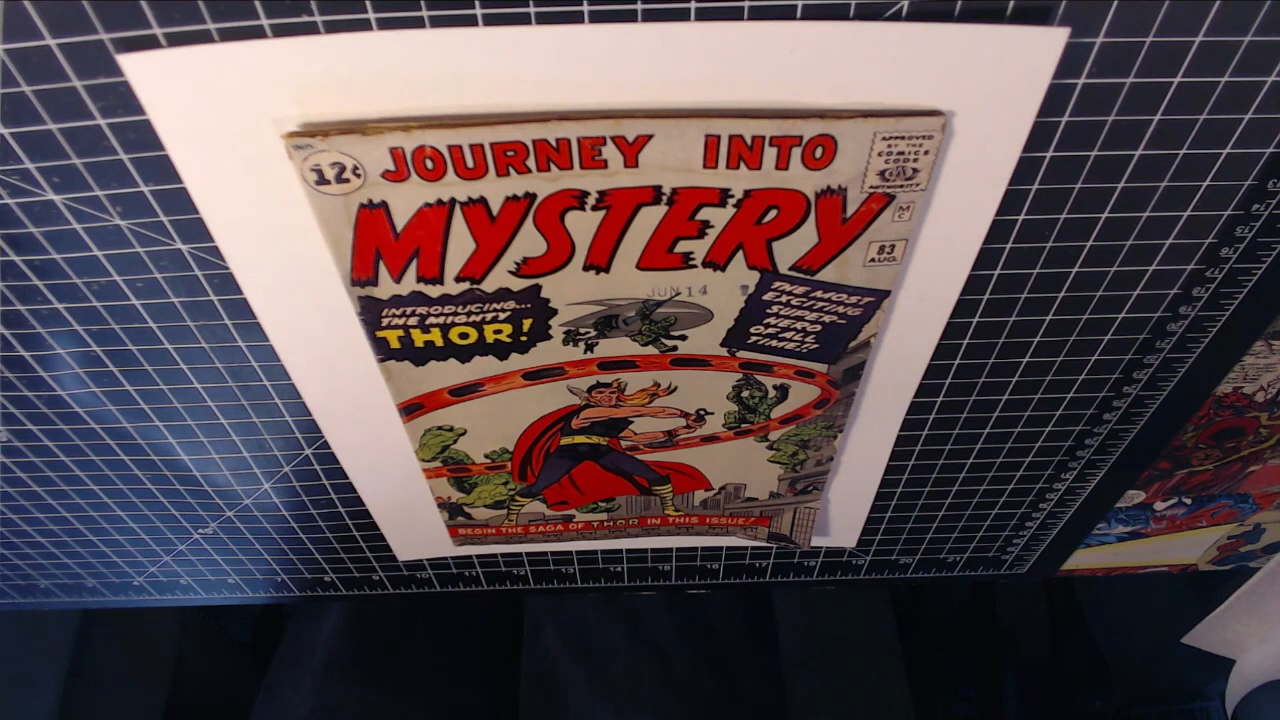 12¢
JOURNEY INTO
MYSTERY
APPROVED
BY THE
COMICS
CODE
AUTHORITY
MC
83
AUG.
JUN 14
INTRODUCING...
THE MIGHTY
THOR!
THE MOST
EXCITING
SUPER-
HERO
OF ALL
TIME!!
BEGIN THE SAGA OF THOR IN THIS ISSUE!